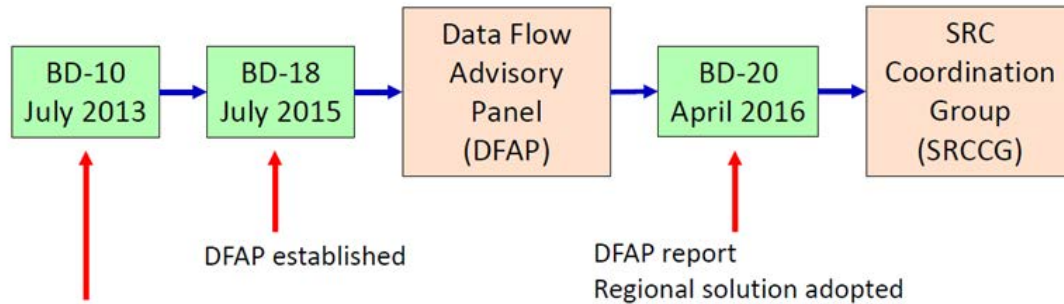 BD-10
July 2013
BD-18
July 2015
Data Flow
Advisory
Panel
(DFAP)
BD-20
April 2016
SRC
Coordination
Group
(SRCCG)
DFAP established
DFAP report
Regional solution adopted